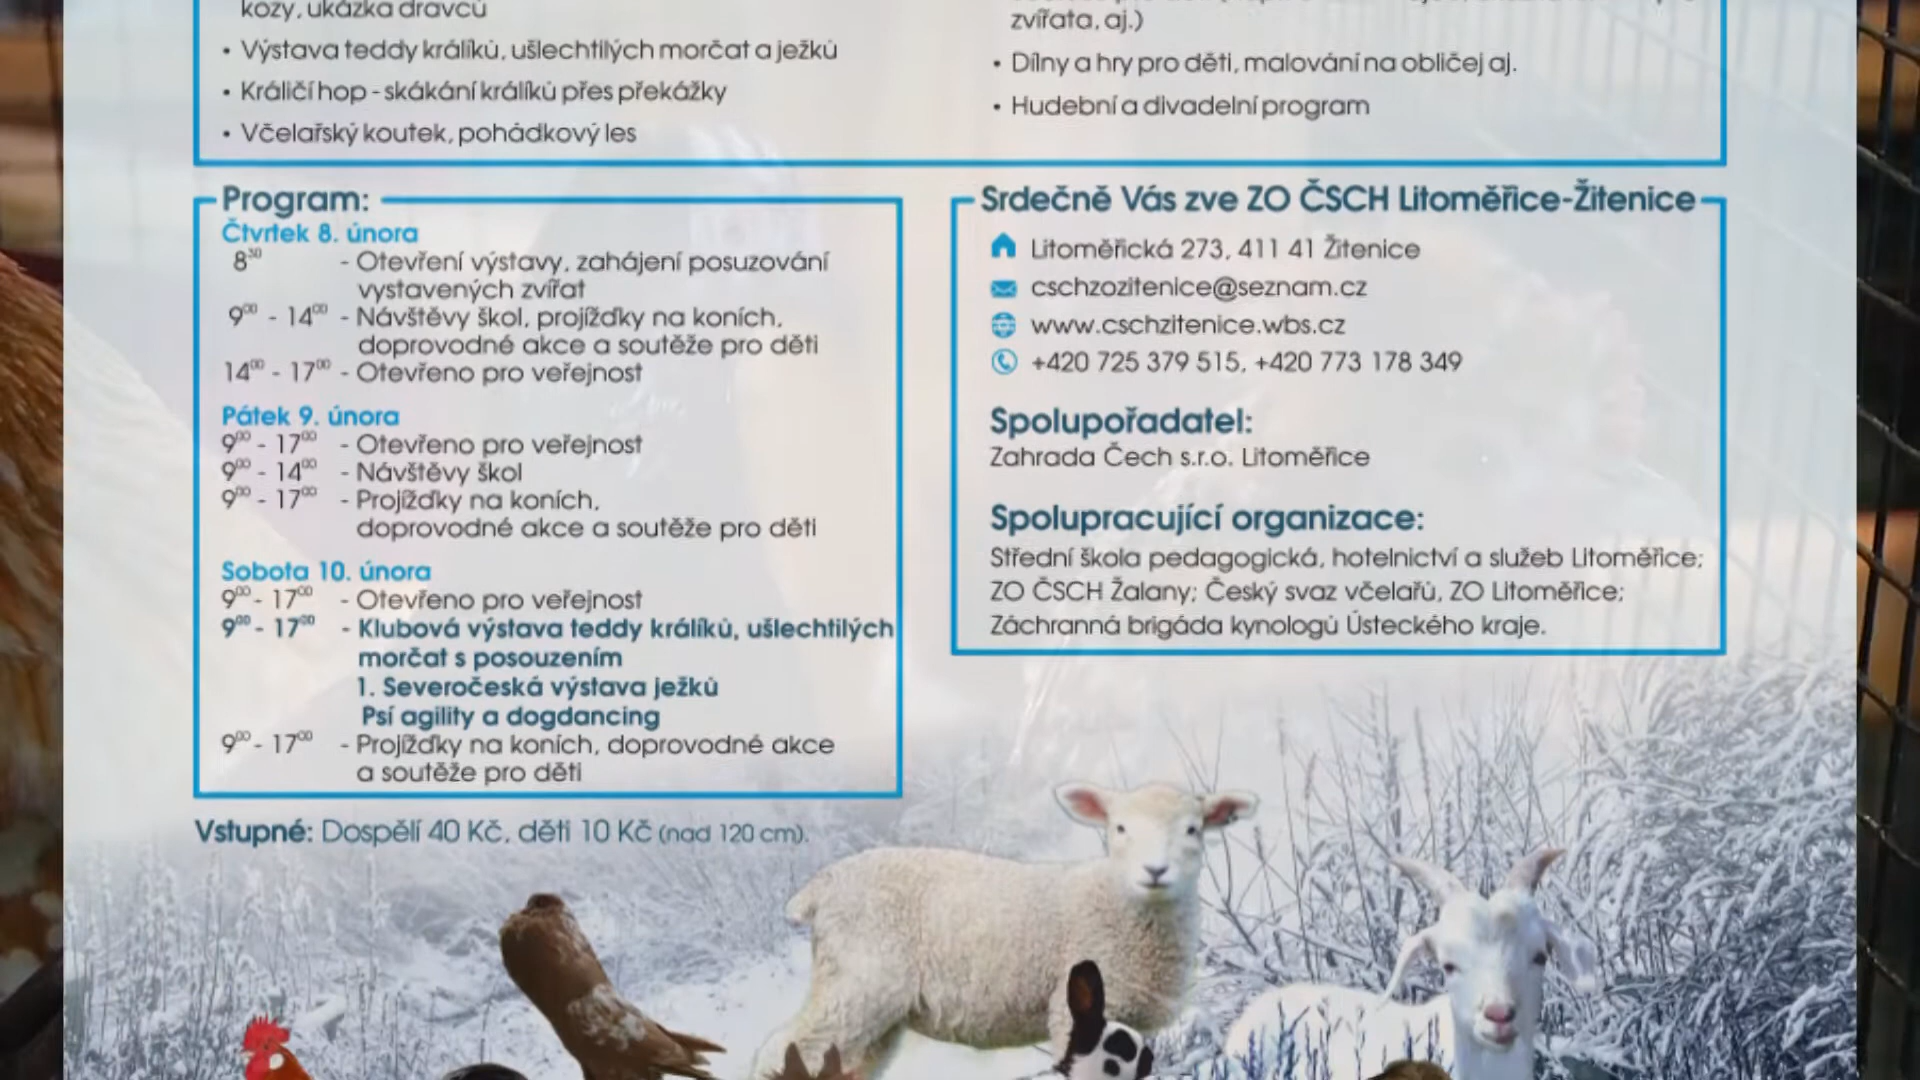 kozy, ukázka dravců
• Výstava teddy králíků, ušlechtilých morčat a ježků
• Králičí hop - skákání králíků přes překážky
• Včelařský koutek, pohádkový les
zvířata, aj.)
• Dílny a hry pro děti, malování na obličej aj.
• Hudební a divadelní program
Program:
Čtvrtek 8. února
8³⁰ - Otevření výstavy, zahájení posuzování
vystavených zvířat
9⁰⁰ - 14⁰⁰ - Návštěvy škol, projížďky na koních,
doprovodné akce a soutěže pro děti
14⁰⁰ - 17⁰⁰ - Otevřeno pro veřejnost
Pátek 9. února
9⁰⁰ - 17⁰⁰ - Otevřeno pro veřejnost
9⁰⁰ - 14⁰⁰ - Návštěvy škol
9⁰⁰ - 17⁰⁰ - Projížďky na koních,
doprovodné akce a soutěže pro děti
Sobota 10. února
9⁰⁰ - 17⁰⁰ - Otevřeno pro veřejnost
9⁰⁰ - 17⁰⁰ - Klubová výstava teddy králíků, ušlechtilých
morčat s posouzením
1. Severočeská výstava ježků
Psí agility a dogdancing
9⁰⁰ - 17⁰⁰ - Projížďky na koních, doprovodné akce
a soutěže pro děti
Vstupné: Dospělí 40 Kč, děti 10 Kč (nad 120 cm).
Srdečně Vás zve ZO ČSCH Litoměřice-Žitenice
Litoměřická 273, 411 41 Žitenice
cschzozitenice@seznam.cz
www.cschzitenice.wbs.cz
+420 725 379 515, +420 773 178 349
Spolupořadatel:
Zahrada Čech s.r.o. Litoměřice
Spolupracující organizace:
Střední škola pedagogická, hotelnictví a služeb Litoměřice;
ZO ČSCH Žalany; Český svaz včelařů, ZO Litoměřice;
Záchranná brigáda kynologů Ústeckého kraje.